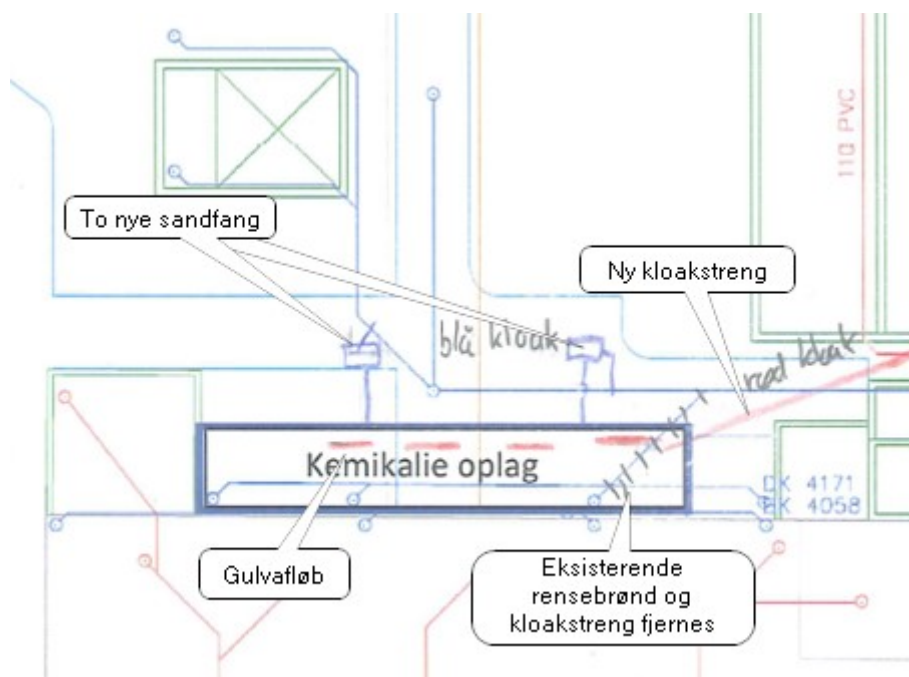 110 PVC
To nye sandfang
Ny kloakstreng
blå kloak
rød kloak
Kemikalie oplag
DK 4171
BK 4058
Gulvafløb
Eksisterende
rensebrønd og
kloakstreng fjernes